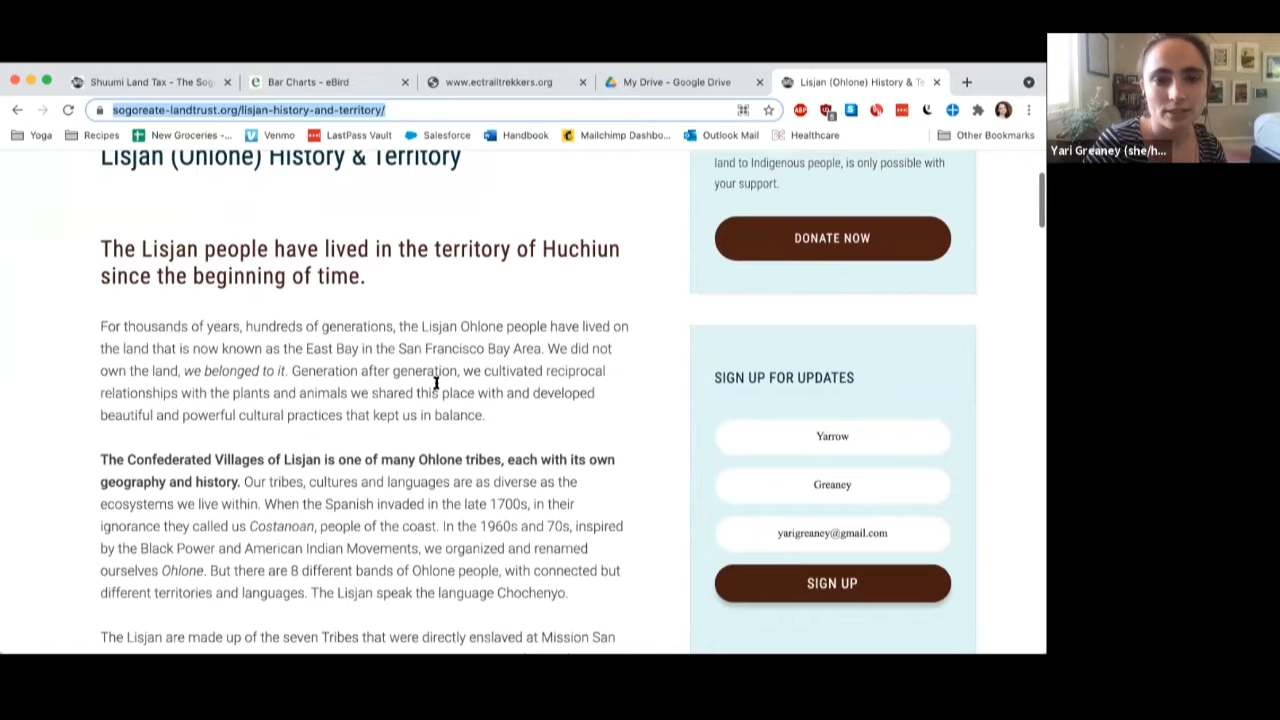 Shuumi Land Tax - The Sog
Bar Charts - eBird
www.ectrailtrekkers.org
My Drive - Google Drive
Lisjan (Ohlone) History & Te
sogoreate-landtrust.org/lisjan-history-and-territory/
ABP
Yoga
Recipes
New Groceries -...
Venmo
LastPass Vault
Salesforce
Handbook
Mailchimp Dashbo...
Outlook Mail
Healthcare
Other Bookmarks
Yari Greaney (she/h...
Lisjan (Ohlone) History & Territory
The Lisjan people have lived in the territory of Huchiun
since the beginning of time.
For thousands of years, hundreds of generations, the Lisjan Ohlone people have lived on
the land that is now known as the East Bay in the San Francisco Bay Area. We did not
own the land, we belonged to it. Generation after generation, we cultivated reciprocal
relationships with the plants and animals we shared this place with and developed
beautiful and powerful cultural practices that kept us in balance.
The Confederated Villages of Lisjan is one of many Ohlone tribes, each with its own
geography and history. Our tribes, cultures and languages are as diverse as the
ecosystems we live within. When the Spanish invaded in the late 1700s, in their
ignorance they called us Costanoan, people of the coast. In the 1960s and 70s, inspired
by the Black Power and American Indian Movements, we organized and renamed
ourselves Ohlone. But there are 8 different bands of Ohlone people, with connected but
different territories and languages. The Lisjan speak the language Chochenyo.
The Lisjan are made up of the seven Tribes that were directly enslaved at Mission San
land to Indigenous people, is only possible with
your support.
DONATE NOW
SIGN UP FOR UPDATES
Yarrow
Greaney
yarigreaney@gmail.com
SIGN UP